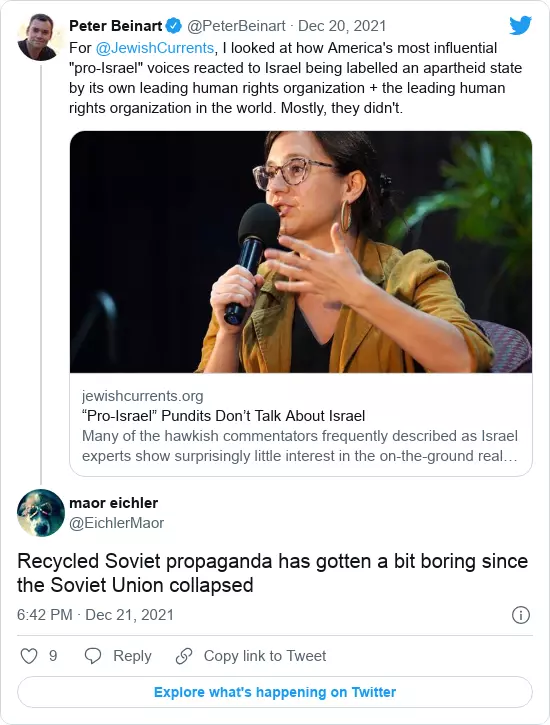 Peter Beinart @PeterBeinart · Dec 20, 2021
For @JewishCurrents, I looked at how America's most influential
"pro-Israel" voices reacted to Israel being labelled an apartheid state
by its own leading human rights organization + the leading human
rights organization in the world. Mostly, they didn't.
jewishcurrents.org
“Pro-Israel” Pundits Don’t Talk About Israel
Many of the hawkish commentators frequently described as Israel
experts show surprisingly little interest in the on-the-ground real…
maor eichler
@EichlerMaor
Recycled Soviet propaganda has gotten a bit boring since
the Soviet Union collapsed
6:42 PM · Dec 21, 2021
9 Reply Copy link to Tweet
Explore what's happening on Twitter